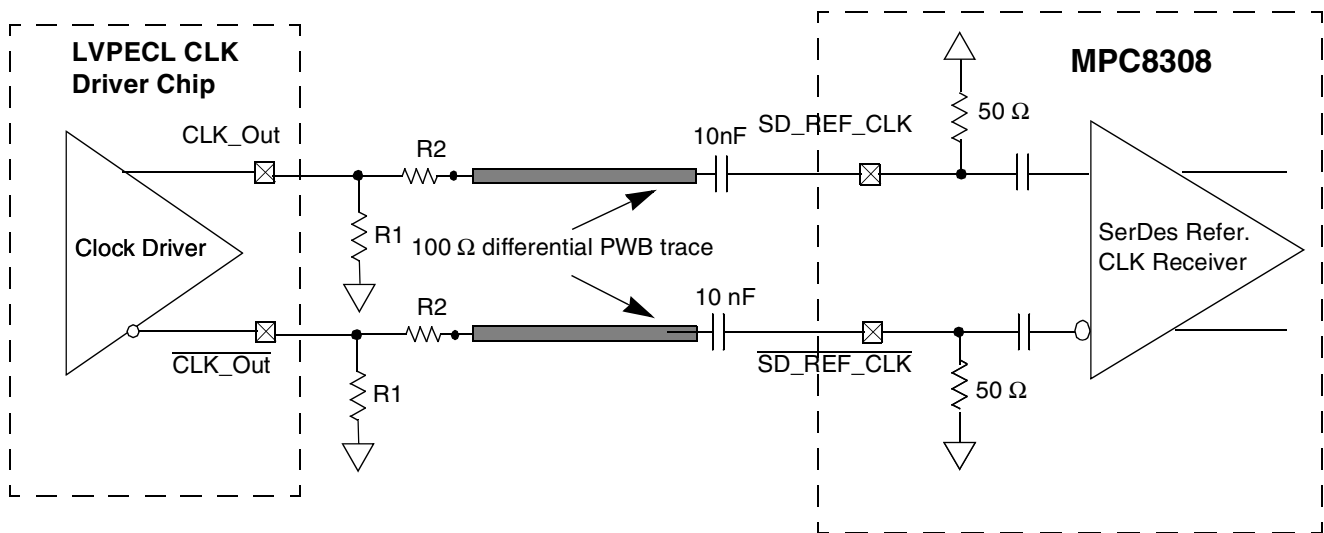 LVPECL CLK
Driver Chip
MPC8308
CLK_Out
R2
10nF
SD_REF_CLK
50 Ω
Clock Driver
R1
100 Ω differential PWB trace
SerDes Refer.
CLK Receiver
R2
10 nF
CLK_Out
SD_REF_CLK
R1
50 Ω